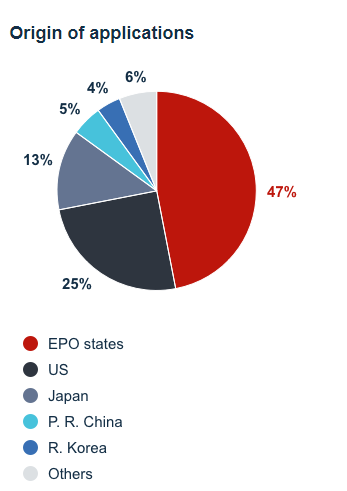 Origin of applications
6%
4%
5%
13%
47%
25%
EPO states
US
Japan
P. R. China
R. Korea
Others